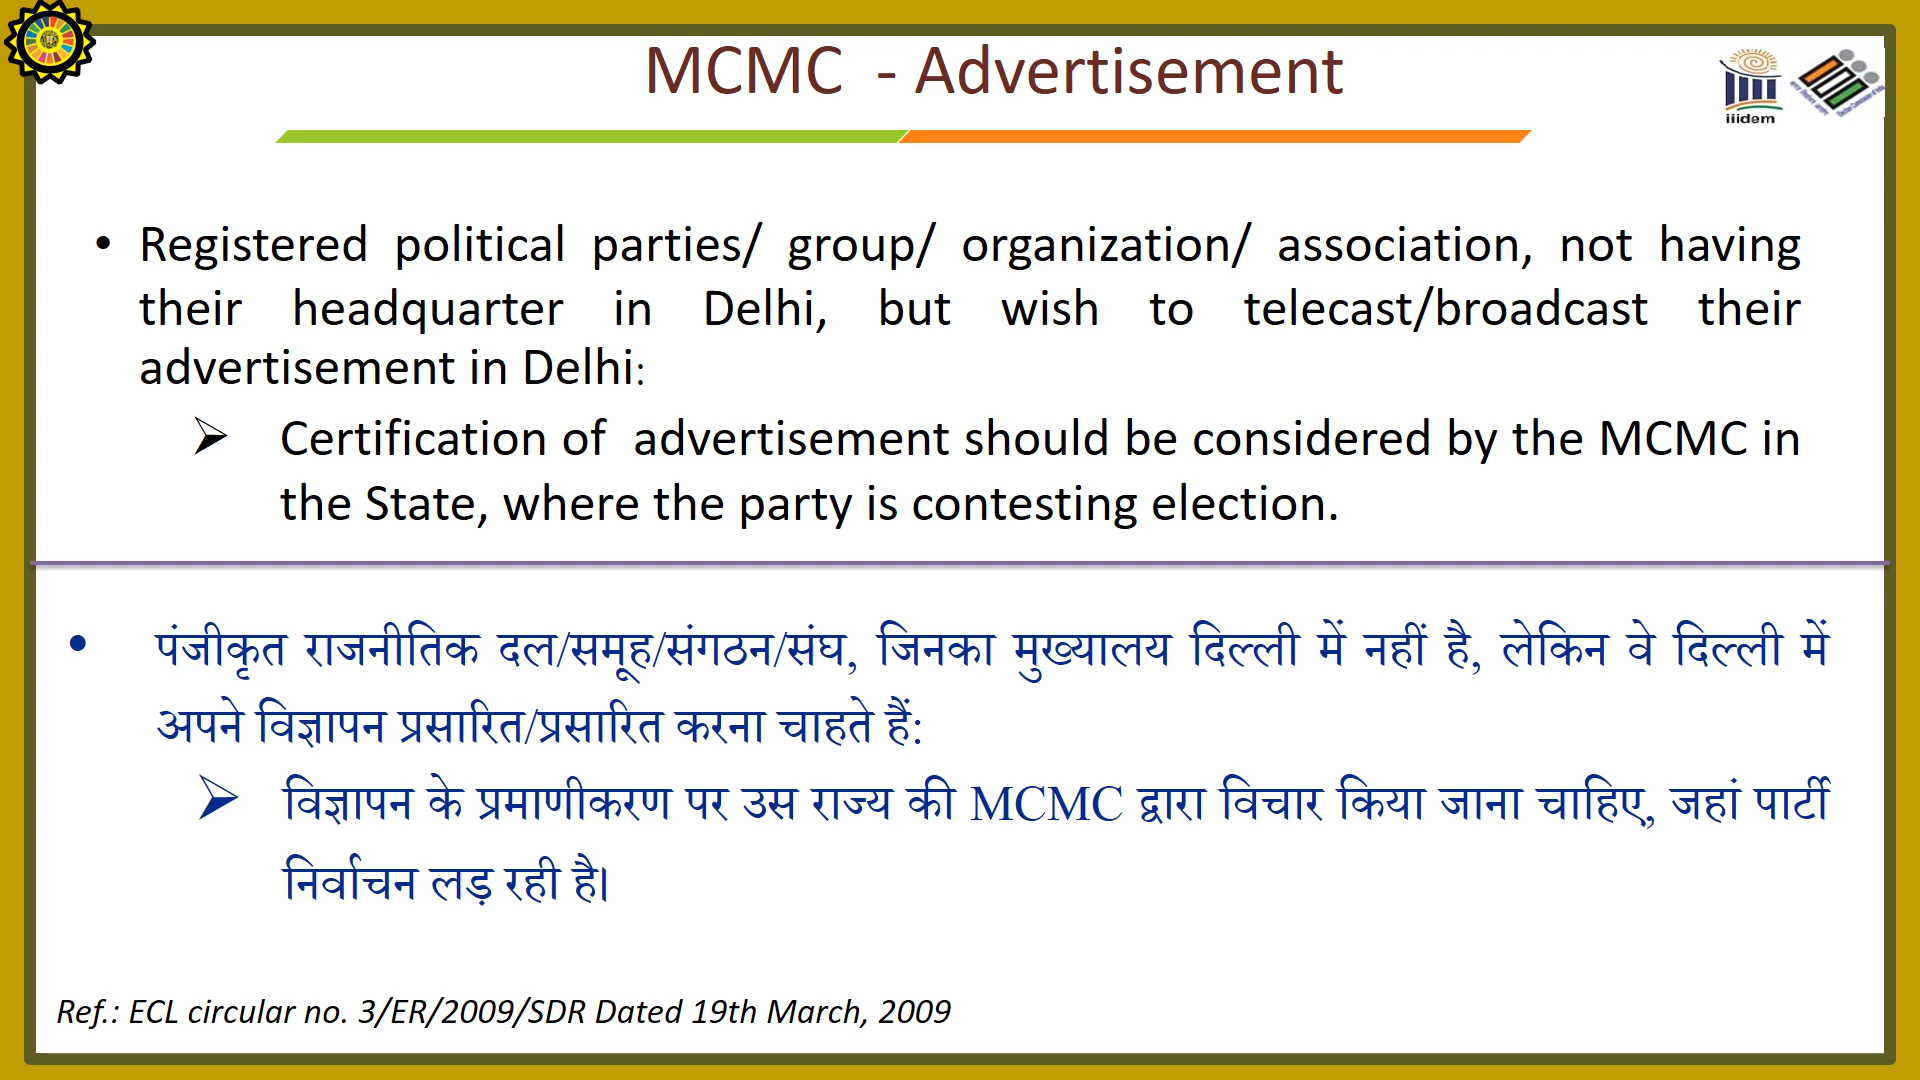 MCMC - Advertisement
iiidem
• Registered political parties/ group/ organization/ association, not having
their headquarter in Delhi, but wish to telecast/broadcast their
advertisement in Delhi:
➢ Certification of advertisement should be considered by the MCMC in
the State, where the party is contesting election.
• पंजीकृत राजनीतिक दल/समूह/संगठन/संघ, जिनका मुख्यालय दिल्ली में नहीं है, लेकिन वे दिल्ली में
अपने विज्ञापन प्रसारित/प्रसारित करना चाहते हैं:
➢ विज्ञापन के प्रमाणीकरण पर उस राज्य की MCMC द्वारा विचार किया जाना चाहिए, जहां पार्टी
निर्वाचन लड़ रही है।
Ref.: ECL circular no. 3/ER/2009/SDR Dated 19th March, 2009